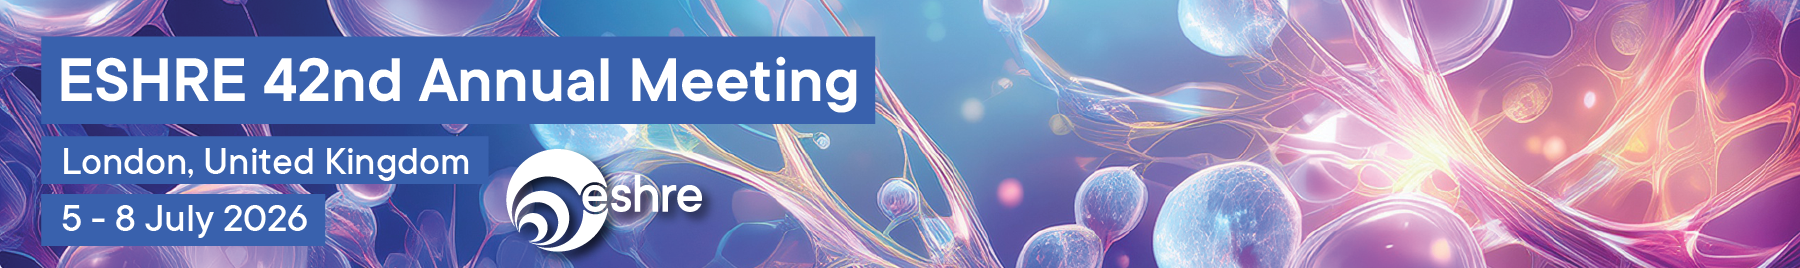 ESHRE 42nd Annual Meeting
London, United Kingdom
5 - 8 July 2026
eshre